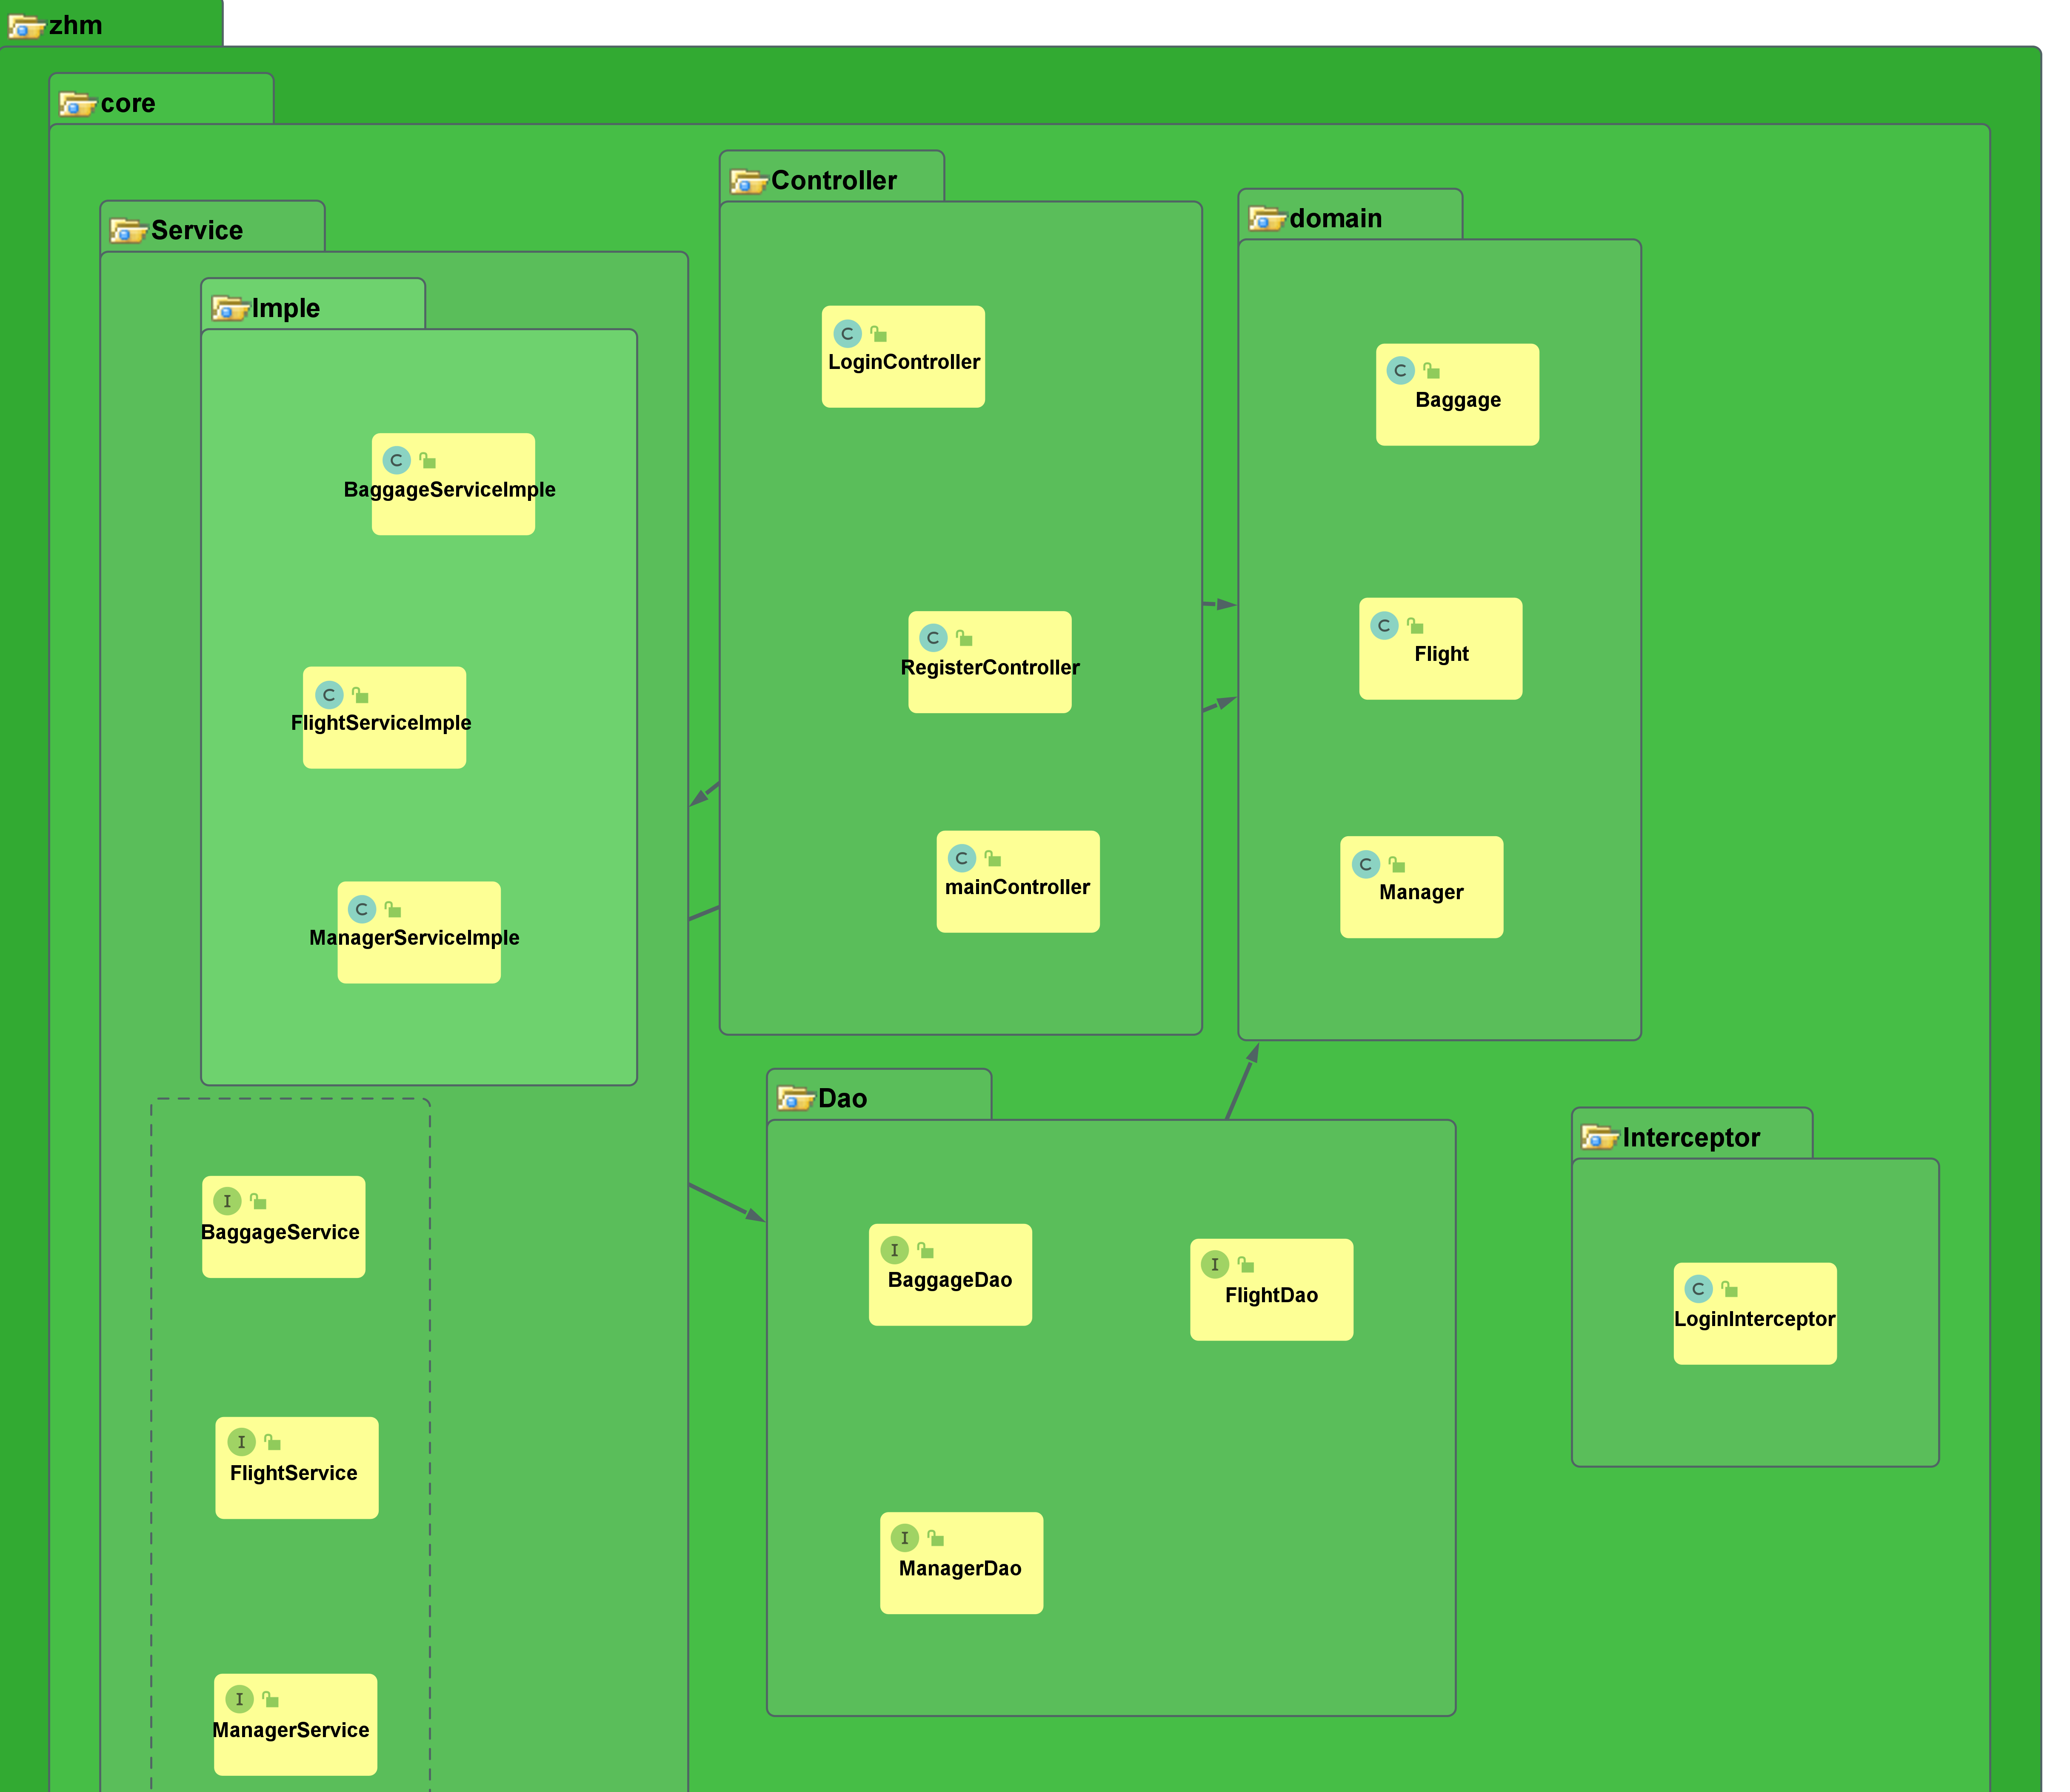 zhm
core
Service
Imple
C
BaggageServiceImple
C
FlightServiceImple
C
ManagerServiceImple
I
BaggageService
I
FlightService
I
ManagerService
Controller
C
LoginController
C
RegisterController
C
mainController
domain
C
Baggage
C
Flight
C
Manager
Dao
I
BaggageDao
I
FlightDao
I
ManagerDao
Interceptor
C
LoginInterceptor